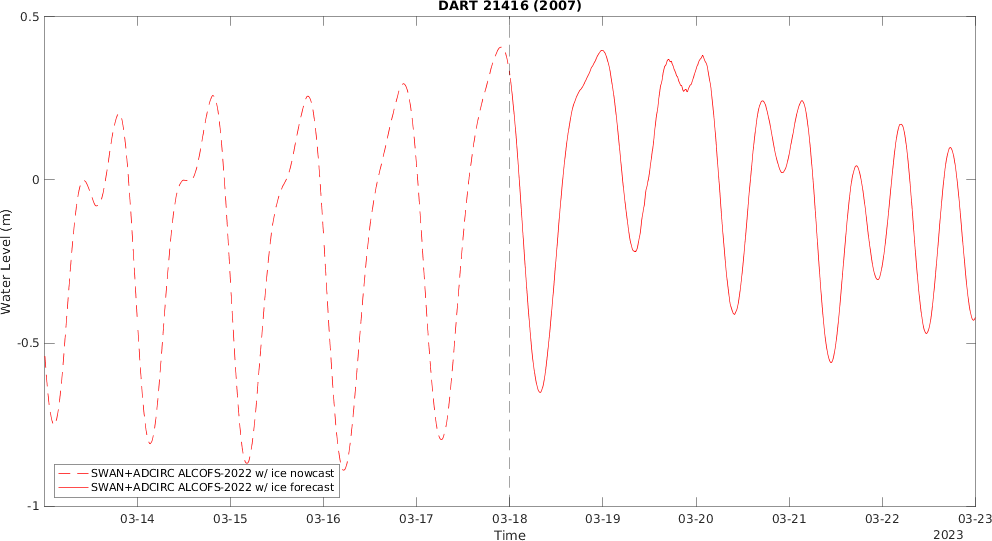 DART 21416 (2007)
Water Level (m)
0.5
0
-0.5
-1
SWAN+ADCIRC ALCOFS-2022 w/ ice nowcast
SWAN+ADCIRC ALCOFS-2022 w/ ice forecast
03-14 03-15 03-16 03-17 03-18 03-19 03-20 03-21 03-22 03-23
Time
2023